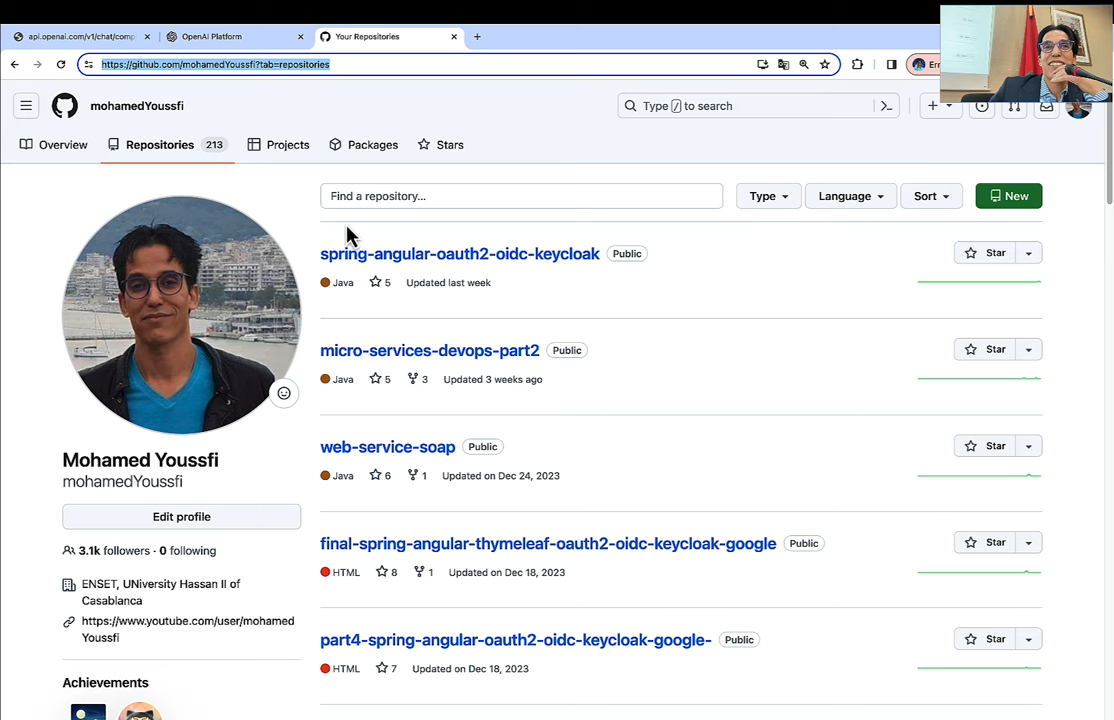 api.openai.com/v1/chat/comp
OpenAI Platform
Your Repositories
https://github.com/mohamedYoussfi?tab=repositories
mohamedYoussfi
Type / to search
Overview
Repositories 213
Projects
Packages
Stars
Find a repository...
Type
Language
Sort
New
spring-angular-oauth2-oidc-keycloak Public
Star
Java 5 Updated last week
micro-services-devops-part2 Public
Star
Java 5 3 Updated 3 weeks ago
web-service-soap Public
Star
Java 6 1 Updated on Dec 24, 2023
final-spring-angular-thymeleaf-oauth2-oidc-keycloak-google Public
Star
HTML 8 1 Updated on Dec 18, 2023
part4-spring-angular-oauth2-oidc-keycloak-google- Public
Star
HTML 7 Updated on Dec 18, 2023
Mohamed Youssfi
mohamedYoussfi
Edit profile
3.1k followers · 0 following
ENSET, UNiversity Hassan II of
Casablanca
https://www.youtube.com/user/mohamed
Youssfi
Achievements